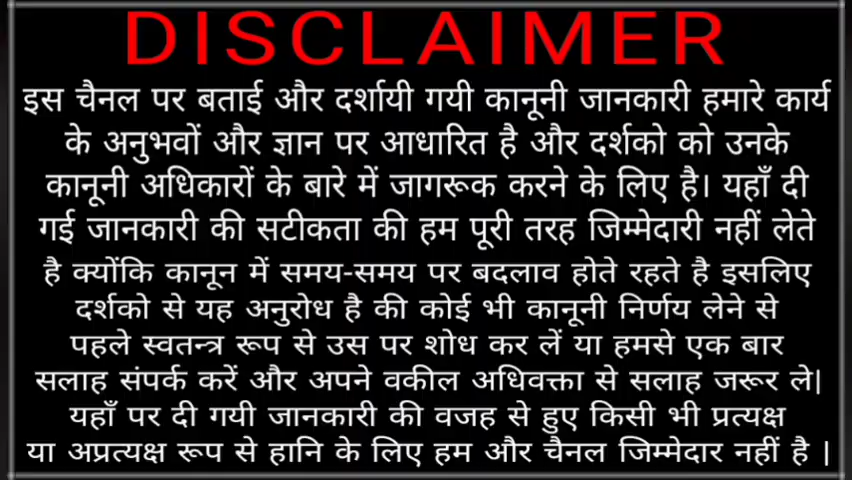 DISCLAIMER
इस चैनल पर बताई और दर्शायी गयी कानूनी जानकारी हमारे कार्य
के अनुभवों और ज्ञान पर आधारित है और दर्शको को उनके
कानूनी अधिकारों के बारे में जागरूक करने के लिए है। यहाँ दी
गई जानकारी की सटीकता की हम पूरी तरह जिम्मेदारी नहीं लेते
है क्योंकि कानून में समय-समय पर बदलाव होते रहते है इसलिए
दर्शको से यह अनुरोध है की कोई भी कानूनी निर्णय लेने से
पहले स्वतन्त्र रूप से उस पर शोध कर लें या हमसे एक बार
सलाह संपर्क करें और अपने वकील अधिवक्ता से सलाह जरूर ले|
यहाँ पर दी गयी जानकारी की वजह से हुए किसी भी प्रत्यक्ष
या अप्रत्यक्ष रूप से हानि के लिए हम और चैनल जिम्मेदार नहीं है ।